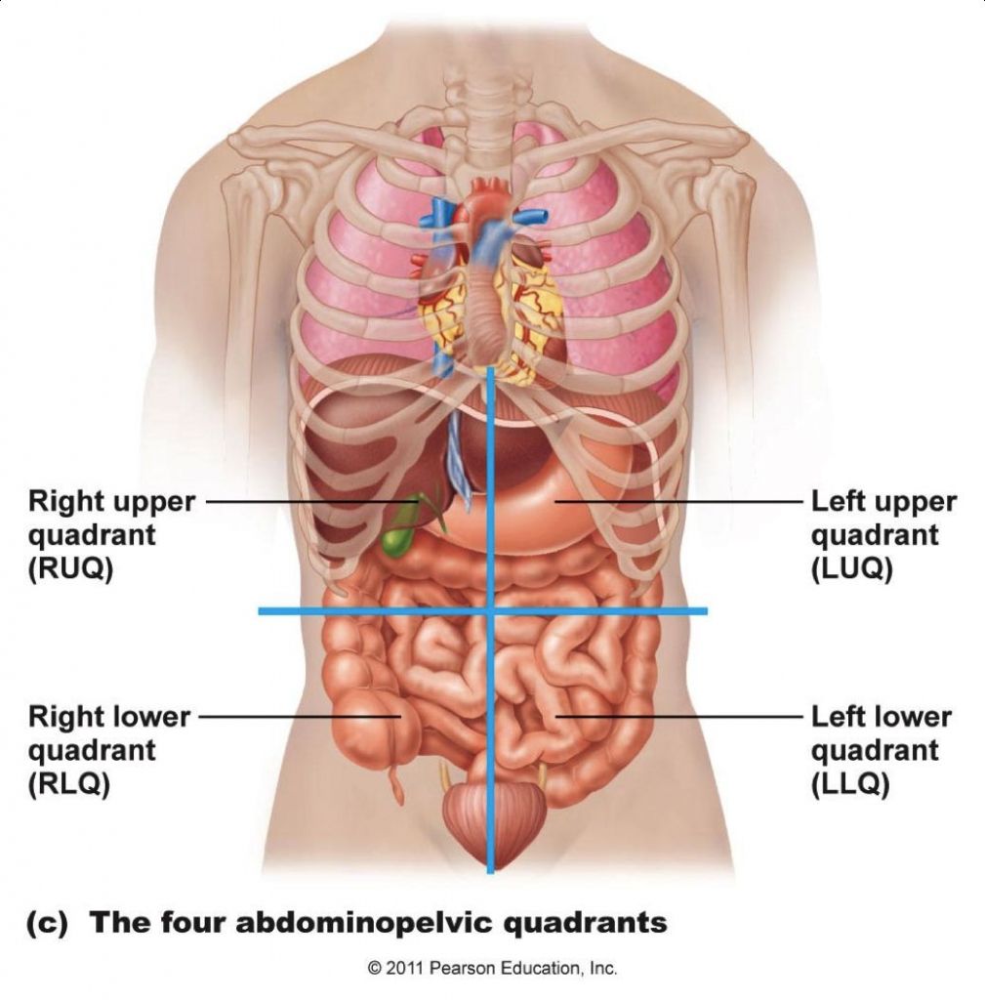 Right upper
quadrant
(RUQ)
Left upper
quadrant
(LUQ)
Right lower
quadrant
(RLQ)
Left lower
quadrant
(LLQ)
(c) The four abdominopelvic quadrants
© 2011 Pearson Education, Inc.